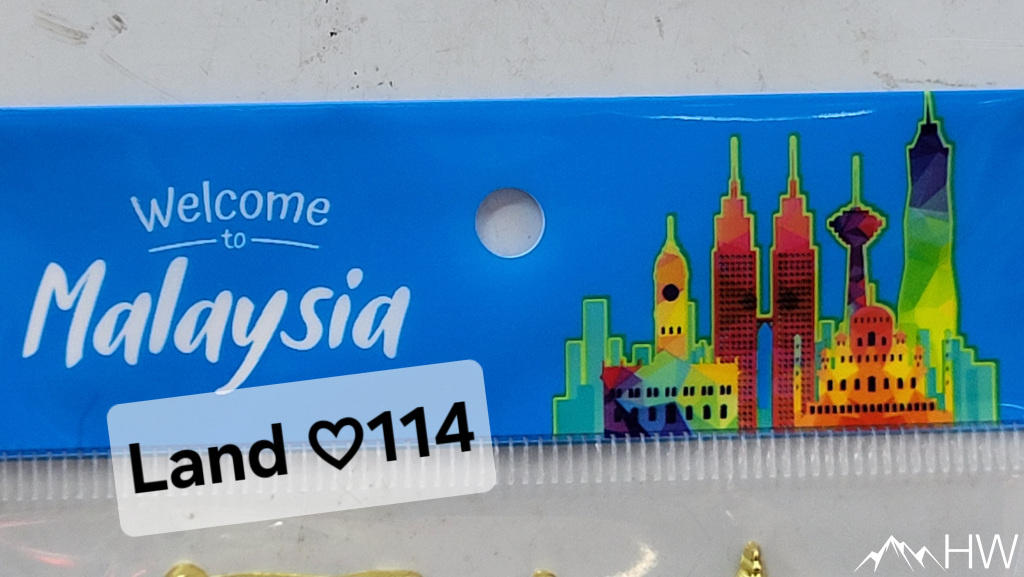 Welcome
to
Malaysia
Land ♡114
HW